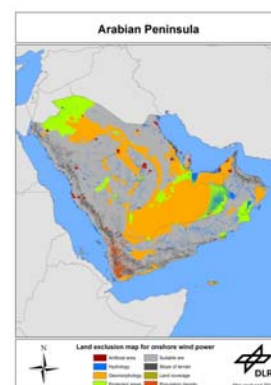 Arabian Peninsula
Land exclusion map for onshore wind power
N
Artificial area
Suitable are
Hydrology
Slope of terrain
Geomorphology
Land coverage
Protected areas
Population density
DLR